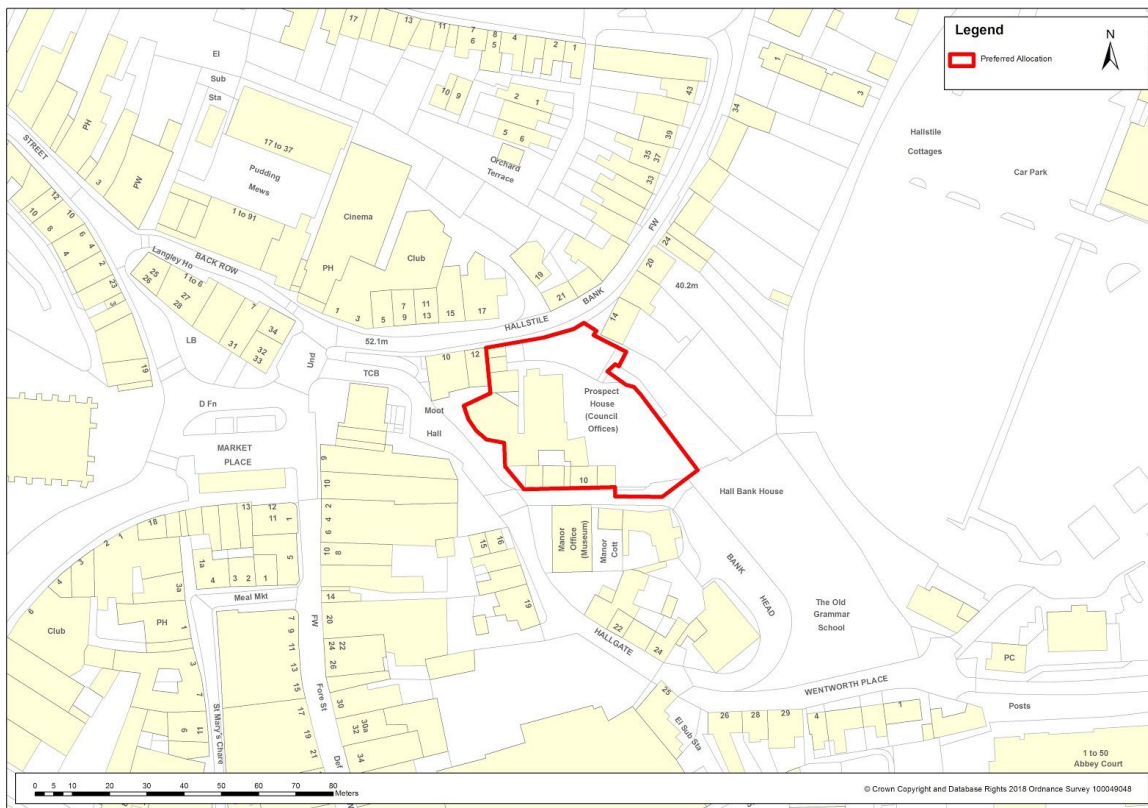 Legend
Preferred Allocation
N
17
13
13
11
7
6
8
5
4
2
1
El
Sub
Sta
10
9
2
1
5
6
Orchard
Terrace
43
39
35
37
33
34
1
3
Hallstile
Cottages
Car Park
STREET
PH
3
PW
17 to 37
Pudding
Mews
1 to 91
Cinema
Club
PH
1
3
5
7
9
11
13
15
17
19
21
FW
24
20
14
40.2m
BACK ROW
Langley Ho
12
10
8
4
10
6
4
2
23
19
25
26
1 to 6
27
28
7
31
34
32
33
LB
Und
HALLSTILE
BANK
52.1m
TCB
10
12
Moot
Hall
Prospect
House
(Council
Offices)
10
D Fn
MARKET
PLACE
Hall Bank House
Manor
Office
(Museum)
Manor
Cott
BANK
HEAD
15
16
19
HALLGATE
22
24
25
The Old
Grammar
School
WENTWORTH PLACE
PC
Posts
El Sub Sta
26
28
29
4
1
1 to 50
Abbey Court
18
13
12
11
1
5
1a
4
3
2
1
Meal Mkt
2
1
3a
Club
PH
1
3
7
11
9
St Mary's Chare
9
10
2
4
6
10
8
14
FW
20
24
22
26
30
30a
32
34
7
9
11
13
15
17
19
21
Fore St
Def
0 5 10 20 30 40 50 60 70 80
Meters
© Crown Copyright and Database Rights 2018 Ordnance Survey 100049048